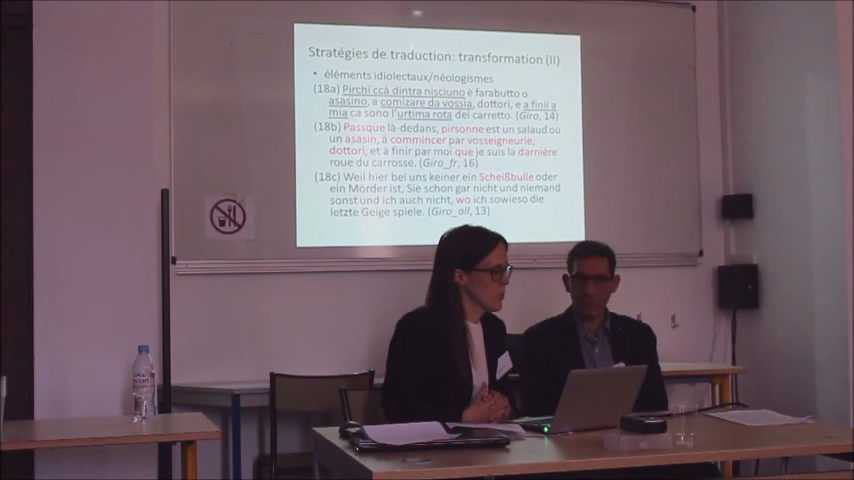 Stratégies de traduction: transformation (II)
• éléments idiolectaux/néologismes
(18a) Pirchì ccà dintra nisciuno è farabutto o
asasino, a comizare da vossia, dottori, e a finii a
mia ca sono l'urtima rota del carretto. (Giro, 14)
(18b) Passque là-dedans, pirsonne est un salaud ou
un asasin, à commincer par vosseigneurie,
dottori, et à finir par moi que je suis la darnière
roue du carrosse. (Giro_fr, 16)
(18c) Weil hier bei uns keiner ein Scheißbulle oder
ein Mörder ist, Sie schon gar nicht und niemand
sonst und ich auch nicht, wo ich sowieso die
letzte Geige spiele. (Giro_all, 13)